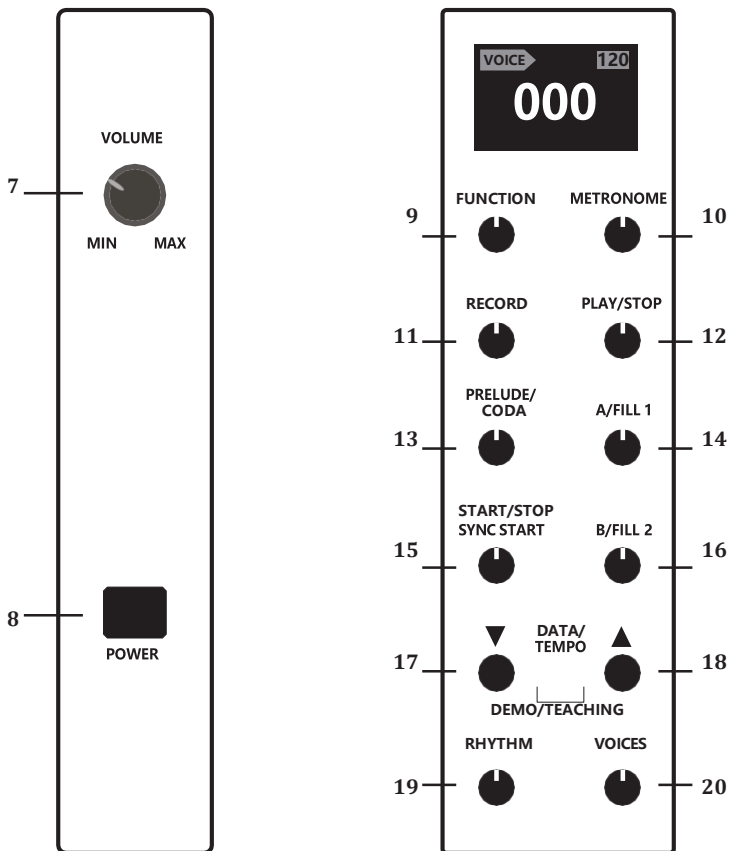 VOLUME
7
MIN MAX
8
POWER
VOICE 120
000
FUNCTION METRONOME
9 10
RECORD PLAY/STOP
11 12
PRELUDE/
CODA
A/FILL 1
13 14
START/STOP
SYNC START
B/FILL 2
15 16
▼ DATA/ ▲
TEMPO
17 18
DEMO/TEACHING
RHYTHM VOICES
19 20